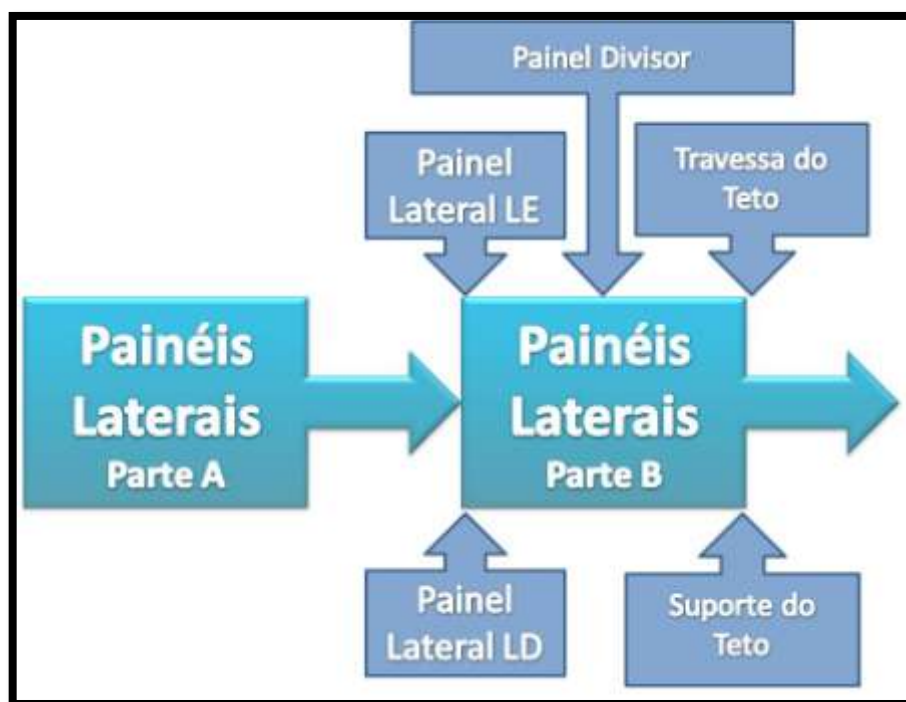 Painel Divisor
Painel
Lateral LE
Travessa do
Teto
Painéis
Laterais
Parte A
Painéis
Laterais
Parte B
Painel
Lateral LD
Suporte do
Teto